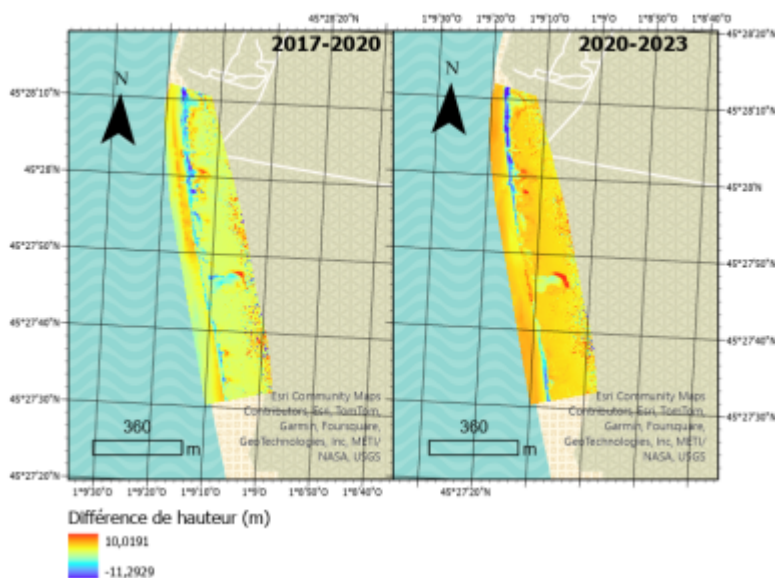 45°28'20"N 1°9'30"O 1°9'20"O 1°9'10"O 1°9'0"O 1°8'50"O 1°8'40"O
2017-2020 2020-2023
45°28'20"N
N N
45°28'10"N 45°28'10"N
45°28'N 45°28'N
45°27'50"N 45°27'50"N
45°27'40"N 45°27'40"N
45°27'30"N 45°27'30"N
Esri Community Maps
Contributors, Esri, TomTom,
Garmin, Foursquare,
GeoTechnologies, Inc, METI/
NASA, USGS
360
m
Esri Community Maps
Contributors, Esri, TomTom,
Garmin, Foursquare,
GeoTechnologies, Inc, METI/
NASA, USGS
360
m
45°27'20"N
1°9'30"O 1°9'20"O 1°9'10"O 1°9'0"O 1°8'50"O 1°8'40"O 45°27'20"N
Différence de hauteur (m)
10,0191
-11,2929